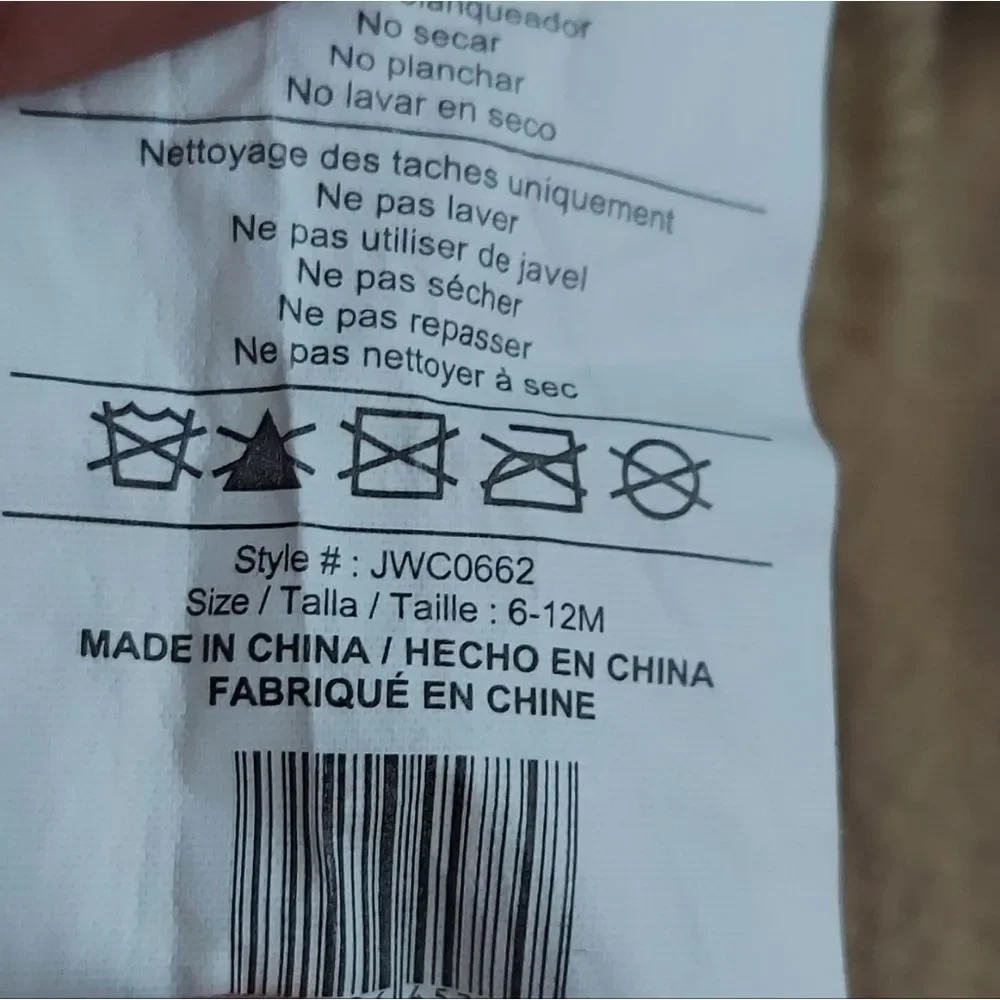 No secar
No planchar
No lavar en seco
Nettoyage des taches uniquement
Ne pas laver
Ne pas utiliser de javel
Ne pas sécher
Ne pas repasser
Ne pas nettoyer à sec
Style # : JWC0662
Size / Talla / Taille : 6-12M
MADE IN CHINA / HECHO EN CHINA
FABRIQUÉ EN CHINE